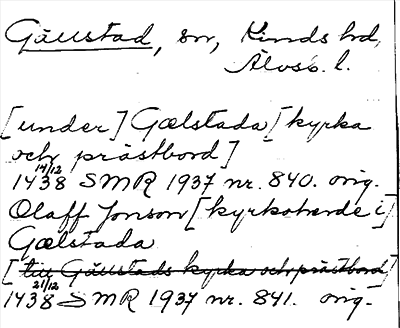 Gällstad, sn, Kinds hd,
Älvsb. l.
[under] Gælstada [kyrka
och prästbord]
14/12
1438 SMR 1937 nr. 840. orig.
Olaff Jonson [kyrkoherde i]
Gælstada
[till Gällstads kyrka och prästbord]
21/12
1438 SMR 1937 nr. 841. orig.